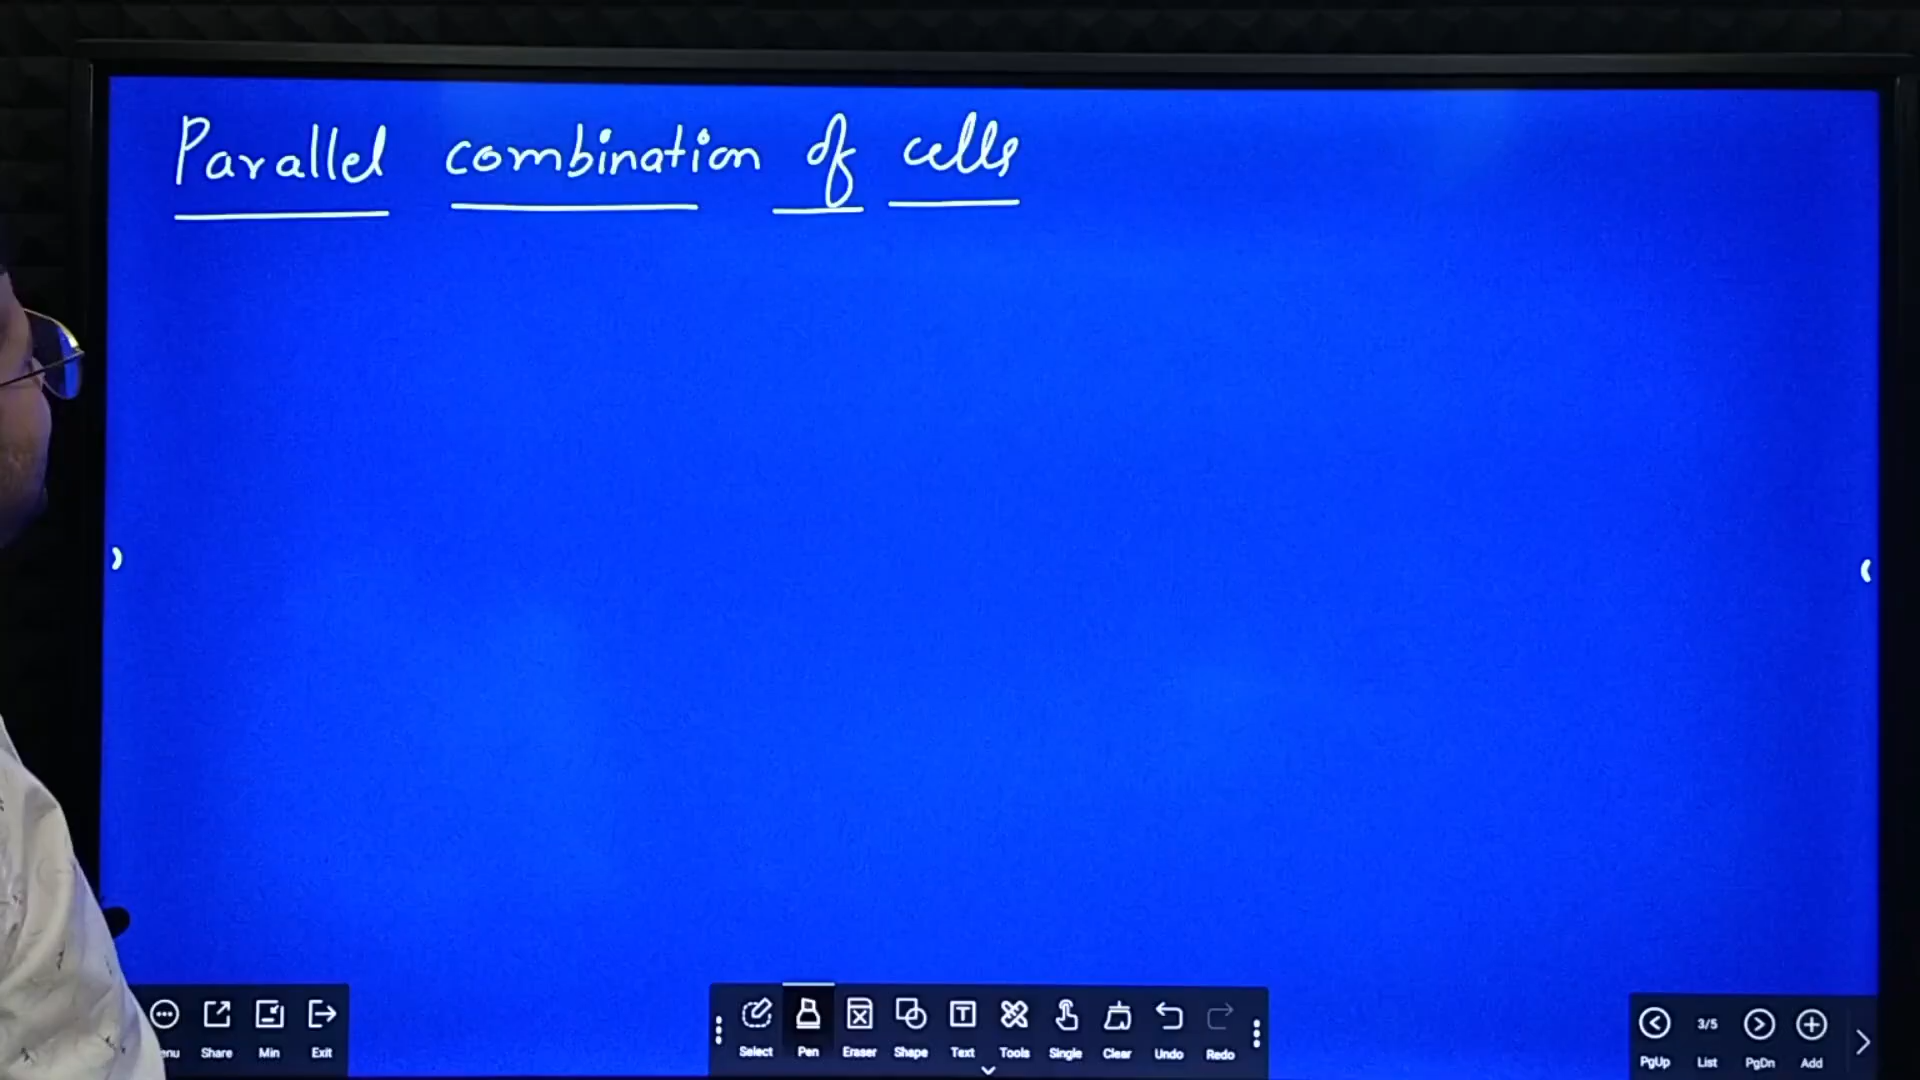 Parallel combination of cells
Share Min Exit
Select Pen Eraser Shape Text Tools Single Clear Undo Redo
3/5
PgUp List PgDn Add